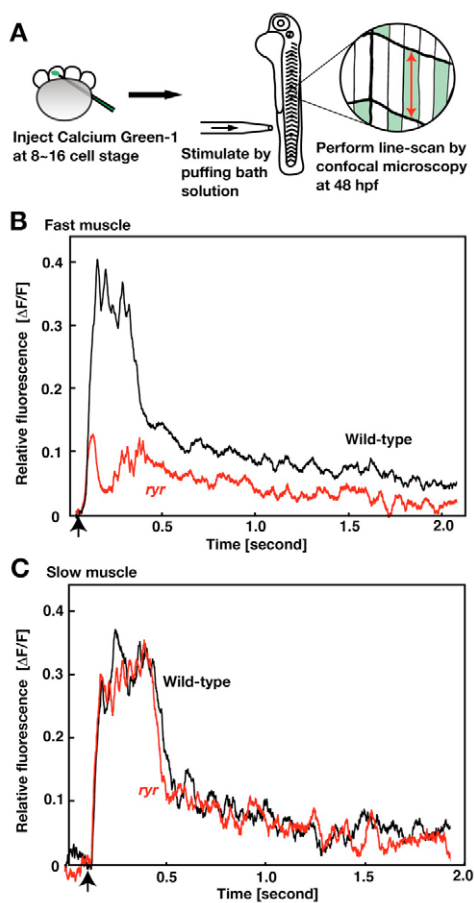 A
Inject Calcium Green-1
at 8~16 cell stage
Stimulate by
puffing bath
solution
Perform line-scan by
confocal microscopy
at 48 hpf
B
Fast muscle
Relative fluorescence [ΔF/F]
0.4
0.3
0.2
0.1
0
Wild-type
ryr
0.5
1.0
1.5
2.0
Time [second]
C
Slow muscle
Relative fluorescence [ΔF/F]
0.4
0.3
0.2
0.1
0
Wild-type
ryr
0.5
1.0
1.5
2.0
Time [second]